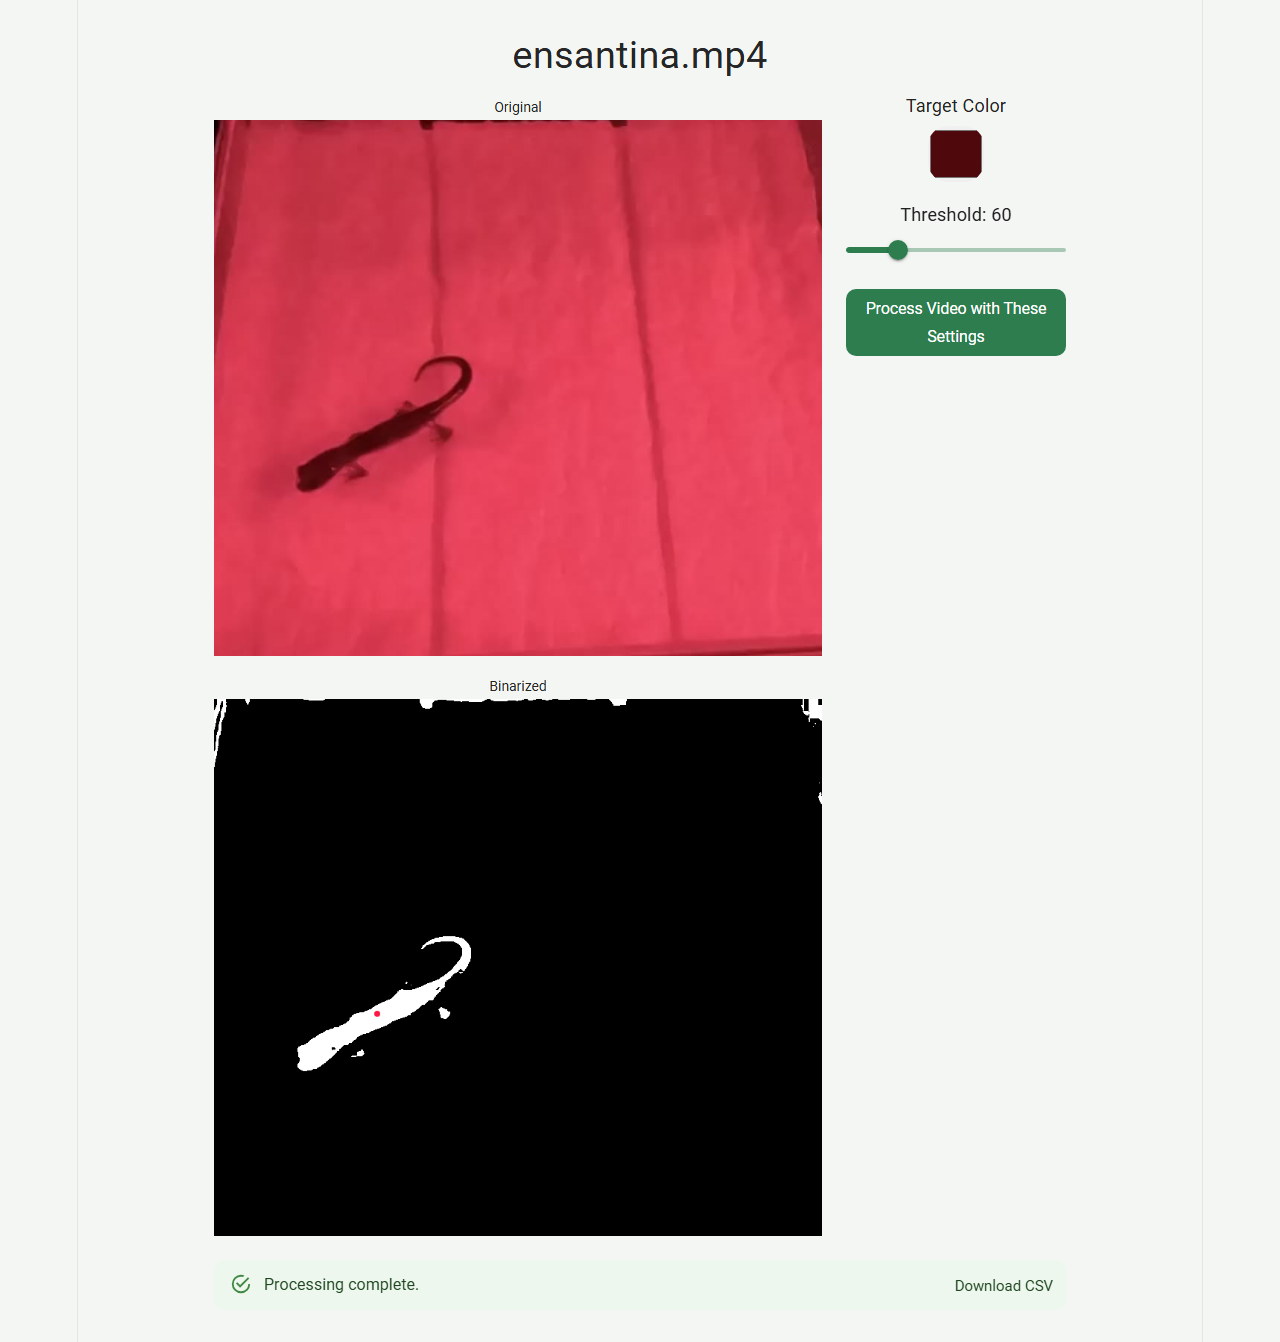 ensantina.mp4
Original
Target Color
Threshold: 60
Process Video with These
Settings
Binarized
Processing complete.
Download CSV